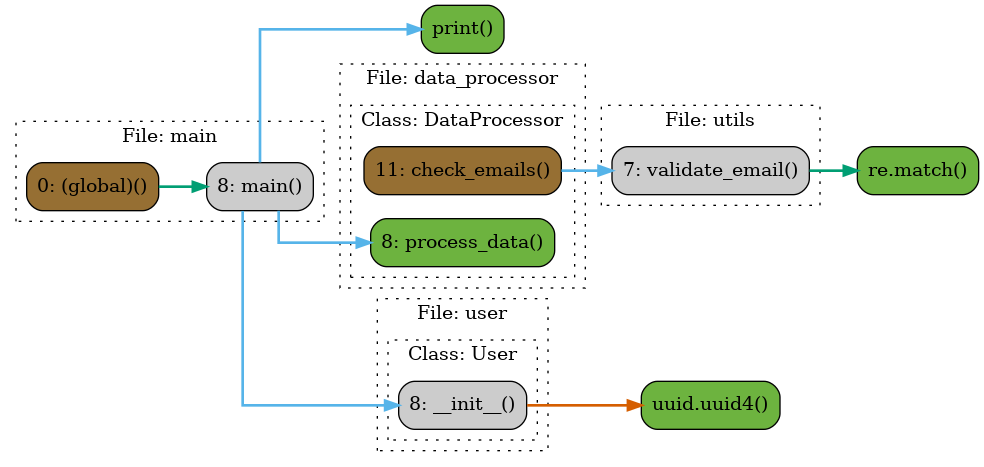 print()
File: main
0: (global)()
8: main()
File: data_processor
Class: DataProcessor
11: check_emails()
8: process_data()
File: utils
7: validate_email()
re.match()
File: user
Class: User
8: __init__()
uuid.uuid4()